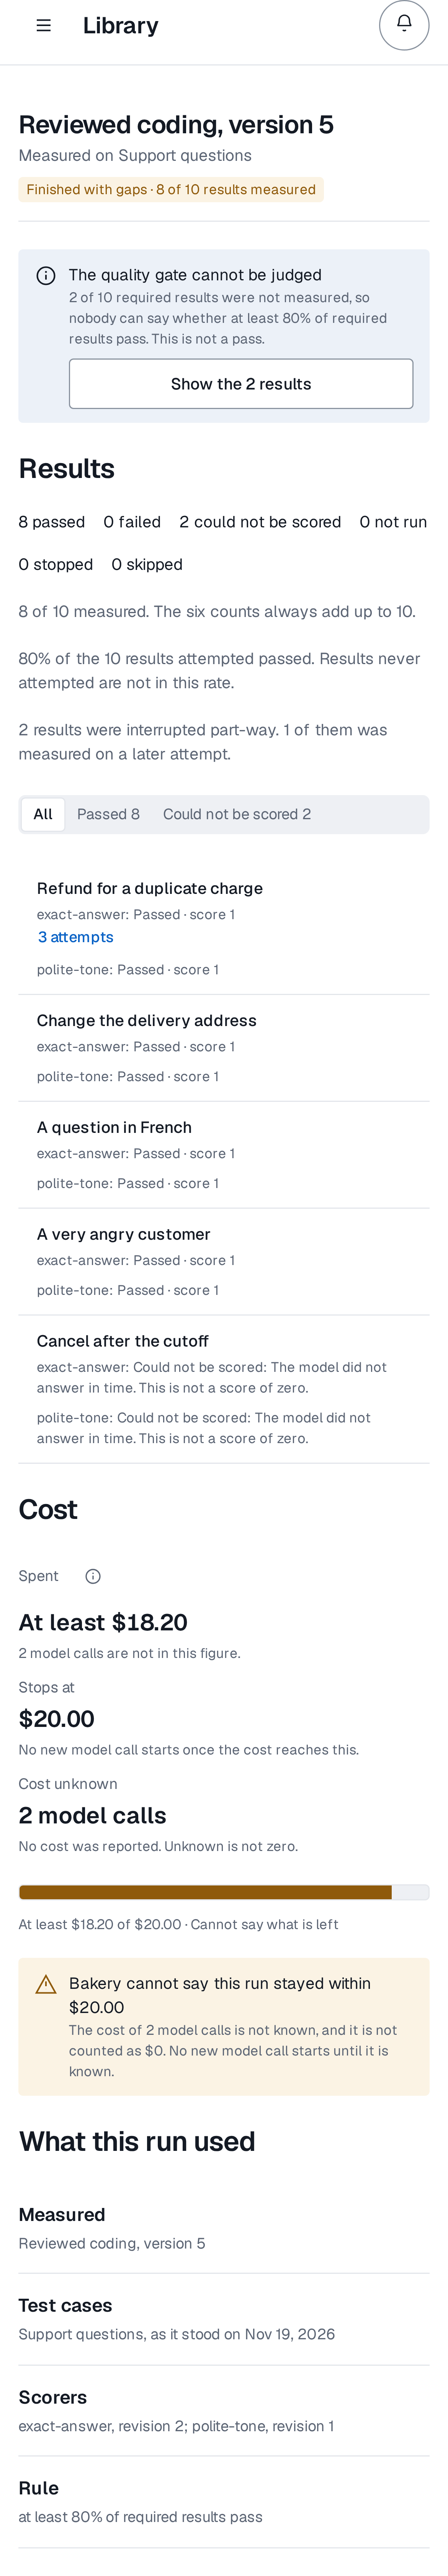 Library
Reviewed coding, version 5
Measured on Support questions
Finished with gaps · 8 of 10 results measured
The quality gate cannot be judged
2 of 10 required results were not measured, so
nobody can say whether at least 80% of required
results pass. This is not a pass.
Show the 2 results
Results
8 passed 0 failed 2 could not be scored 0 not run
0 stopped 0 skipped
8 of 10 measured. The six counts always add up to 10.
80% of the 10 results attempted passed. Results never
attempted are not in this rate.
2 results were interrupted part-way. 1 of them was
measured on a later attempt.
All Passed 8 Could not be scored 2
Refund for a duplicate charge
exact-answer: Passed · score 1
3 attempts
polite-tone: Passed · score 1
Change the delivery address
exact-answer: Passed · score 1
polite-tone: Passed · score 1
A question in French
exact-answer: Passed · score 1
polite-tone: Passed · score 1
A very angry customer
exact-answer: Passed · score 1
polite-tone: Passed · score 1
Cancel after the cutoff
exact-answer: Could not be scored: The model did not
answer in time. This is not a score of zero.
polite-tone: Could not be scored: The model did not
answer in time. This is not a score of zero.
Cost
Spent
At least $18.20
2 model calls are not in this figure.
Stops at
$20.00
No new model call starts once the cost reaches this.
Cost unknown
2 model calls
No cost was reported. Unknown is not zero.
At least $18.20 of $20.00 · Cannot say what is left
Bakery cannot say this run stayed within
$20.00
The cost of 2 model calls is not known, and it is not
counted as $0. No new model call starts until it is
known.
What this run used
Measured
Reviewed coding, version 5
Test cases
Support questions, as it stood on Nov 19, 2026
Scorers
exact-answer, revision 2; polite-tone, revision 1
Rule
at least 80% of required results pass